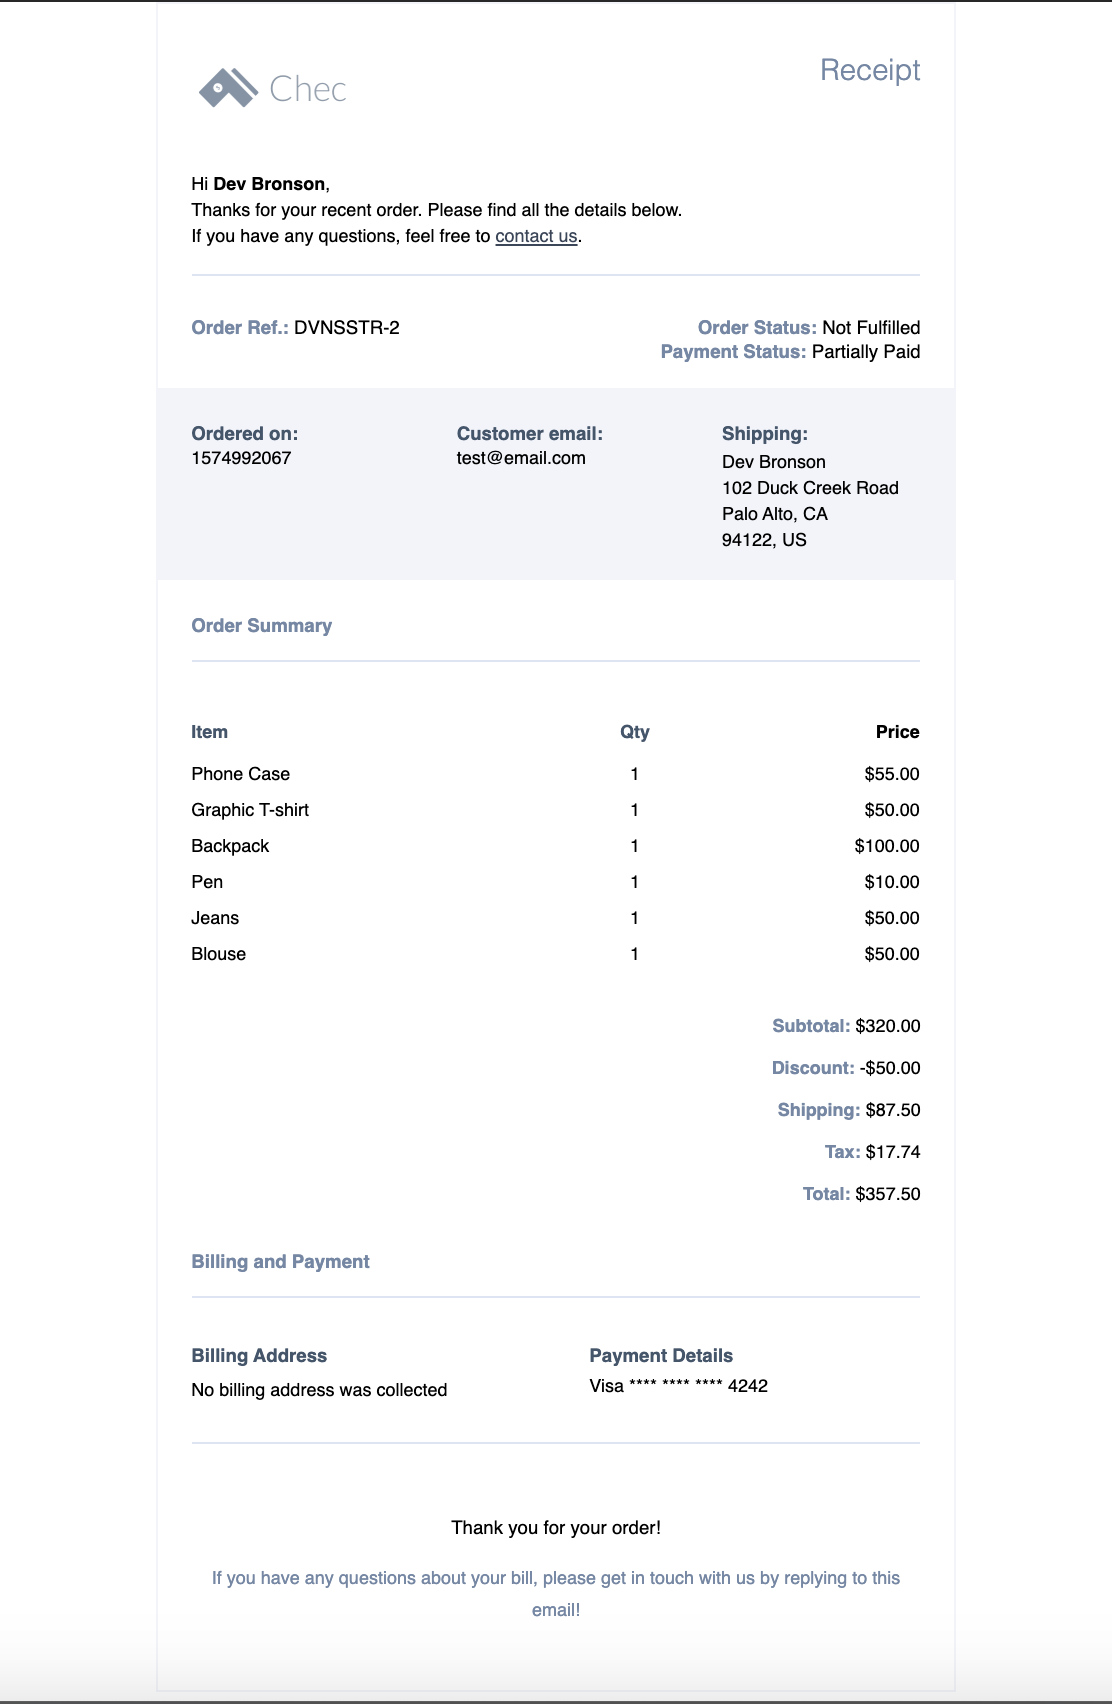 Chec
Receipt
Hi Dev Bronson,
Thanks for your recent order. Please find all the details below.
If you have any questions, feel free to contact us.
Order Ref.: DVNSSTR-2
Order Status: Not Fulfilled
Payment Status: Partially Paid
Ordered on:
1574992067
Customer email:
test@email.com
Shipping:
Dev Bronson
102 Duck Creek Road
Palo Alto, CA
94122, US
Order Summary
Item Qty Price
Phone Case 1 $55.00
Graphic T-shirt 1 $50.00
Backpack 1 $100.00
Pen 1 $10.00
Jeans 1 $50.00
Blouse 1 $50.00
Subtotal: $320.00
Discount: -$50.00
Shipping: $87.50
Tax: $17.74
Total: $357.50
Billing and Payment
Billing Address
No billing address was collected
Payment Details
Visa **** **** **** 4242
Thank you for your order!
If you have any questions about your bill, please get in touch with us by replying to this
email!